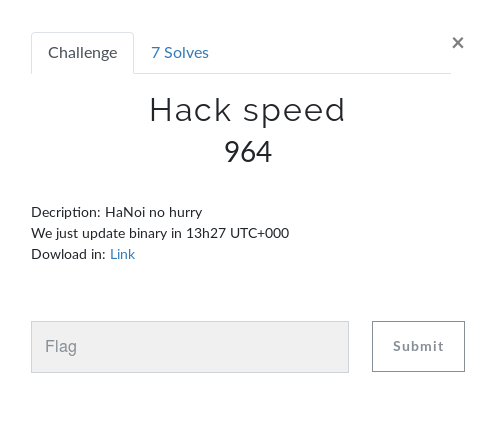 Challenge
7 Solves
×
Hack speed
964
Decription: HaNoi no hurry
We just update binary in 13h27 UTC+000
Dowload in: Link
Flag
Submit